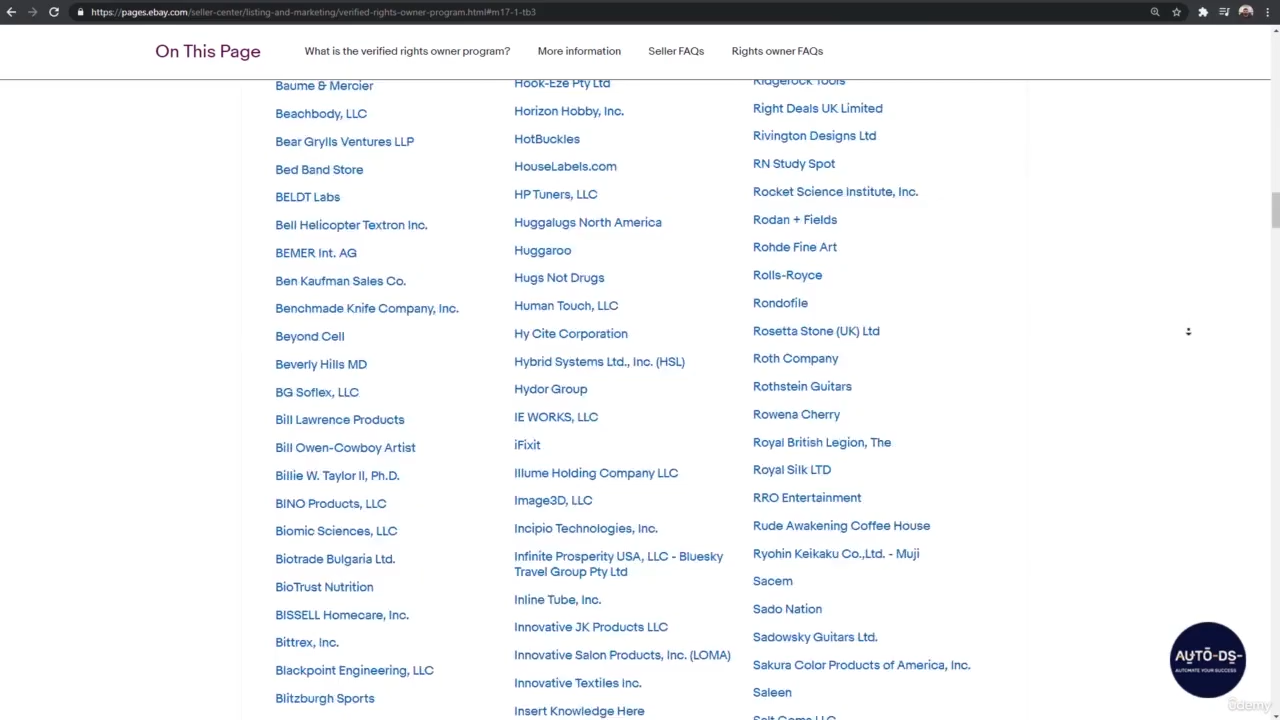 https://pages.ebay.com/seller-center/listing-and-marketing/verified-rights-owner-program.html#m17-1-tb3
On This Page
What is the verified rights owner program?
More information
Seller FAQs
Rights owner FAQs
Baume & Mercier
Beachbody, LLC
Bear Grylls Ventures LLP
Bed Band Store
BELDT Labs
Bell Helicopter Textron Inc.
BEMER Int. AG
Ben Kaufman Sales Co.
Benchmade Knife Company, Inc.
Beyond Cell
Beverly Hills MD
BG Soflex, LLC
Bill Lawrence Products
Bill Owen-Cowboy Artist
Billie W. Taylor II, Ph.D.
BINO Products, LLC
Biomic Sciences, LLC
Biotrade Bulgaria Ltd.
BioTrust Nutrition
BISSELL Homecare, Inc.
Bittrex, Inc.
Blackpoint Engineering, LLC
Blitzburgh Sports
Hook-Eze Pty Ltd
Horizon Hobby, Inc.
HotBuckles
HouseLabels.com
HP Tuners, LLC
Huggalugs North America
Huggaroo
Hugs Not Drugs
Human Touch, LLC
Hy Cite Corporation
Hybrid Systems Ltd., Inc. (HSL)
Hydor Group
IE WORKS, LLC
iFixit
Illume Holding Company LLC
Image3D, LLC
Incipio Technologies, Inc.
Infinite Prosperity USA, LLC - Bluesky
Travel Group Pty Ltd
Inline Tube, Inc.
Innovative JK Products LLC
Innovative Salon Products, Inc. (LOMA)
Innovative Textiles Inc.
Insert Knowledge Here
Ridgerock Tools
Right Deals UK Limited
Rivington Designs Ltd
RN Study Spot
Rocket Science Institute, Inc.
Rodan + Fields
Rohde Fine Art
Rolls-Royce
Rondofile
Rosetta Stone (UK) Ltd
Roth Company
Rothstein Guitars
Rowena Cherry
Royal British Legion, The
Royal Silk LTD
RRO Entertainment
Rude Awakening Coffee House
Ryohin Keikaku Co.,Ltd. - Muji
Sacem
Sado Nation
Sadowsky Guitars Ltd.
Sakura Color Products of America, Inc.
Saleen
Salt Gems LLC
AUTO-DS-
AUTOMATE YOUR SUCCESS
ûdemy